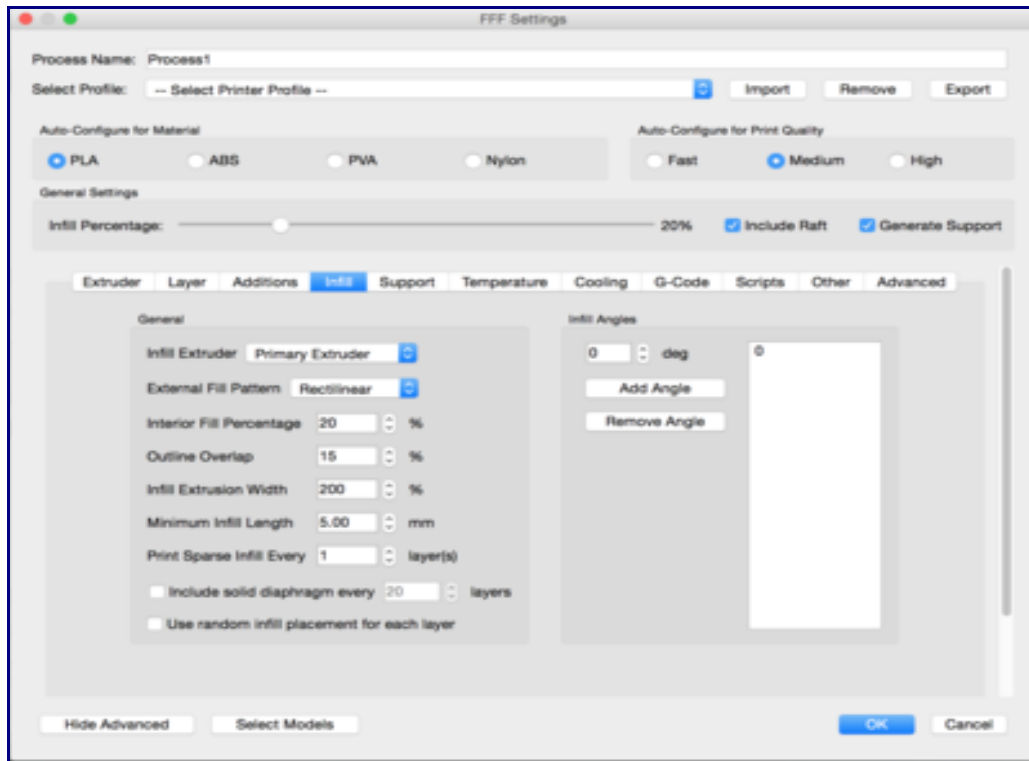 FFF Settings
Process Name: Process1
Select Profile: -- Select Printer Profile -- Import Remove Export
Auto-Configure for Material Auto-Configure for Print Quality
PLA ABS PVA Nylon Fast Medium High
General Settings
Infill Percentage: 20% Include Raft Generate Support
Extruder Layer Additions Infill Support Temperature Cooling G-Code Scripts Other Advanced
General
Infill Extruder Primary Extruder
External Fill Pattern Rectilinear
Interior Fill Percentage 20 %
Outline Overlap 15 %
Infill Extrusion Width 200 %
Minimum Infill Length 5.00 mm
Print Sparse Infill Every 1 layer(s)
Include solid diaphragm every 20 layers
Use random infill placement for each layer
Infill Angles
0 deg 0
Add Angle
Remove Angle
Hide Advanced Select Models OK Cancel